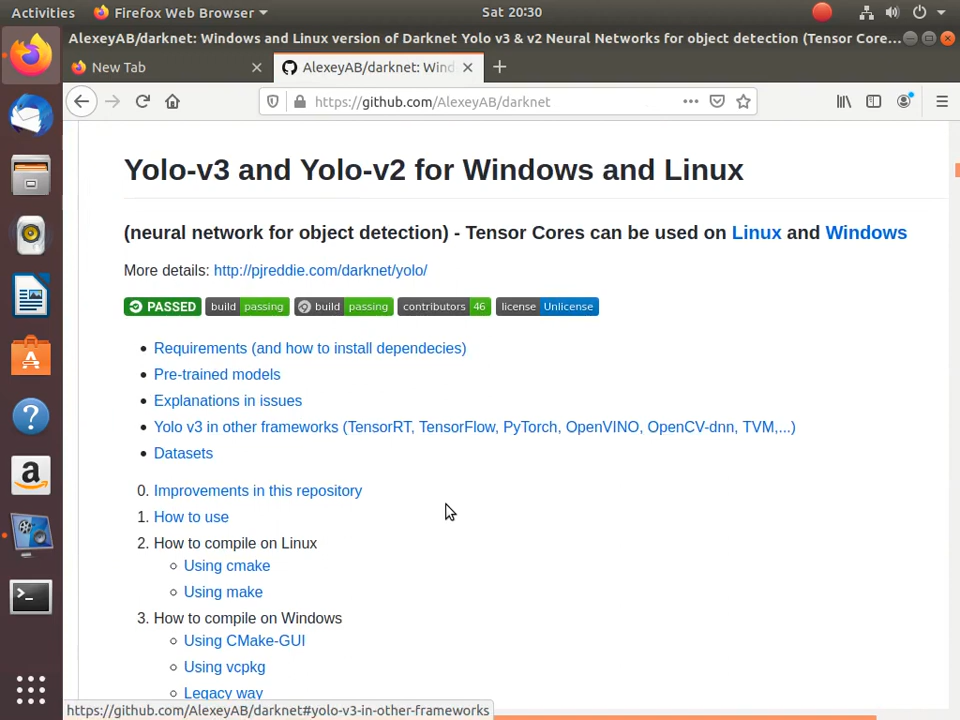 Activities
Firefox Web Browser
Sat 20:30
AlexeyAB/darknet: Windows and Linux version of Darknet Yolo v3 & v2 Neural Networks for object detection (Tensor Core...
New Tab
AlexeyAB/darknet: Wind
https://github.com/AlexeyAB/darknet
Yolo-v3 and Yolo-v2 for Windows and Linux
(neural network for object detection) - Tensor Cores can be used on Linux and Windows
More details: http://pjreddie.com/darknet/yolo/
PASSED build passing build passing contributors 46 license Unlicense
• Requirements (and how to install dependecies)
• Pre-trained models
• Explanations in issues
• Yolo v3 in other frameworks (TensorRT, TensorFlow, PyTorch, OpenVINO, OpenCV-dnn, TVM,...)
• Datasets
0. Improvements in this repository
1. How to use
2. How to compile on Linux
○ Using cmake
○ Using make
3. How to compile on Windows
○ Using CMake-GUI
○ Using vcpkg
○ Legacy way
https://github.com/AlexeyAB/darknet#yolo-v3-in-other-frameworks